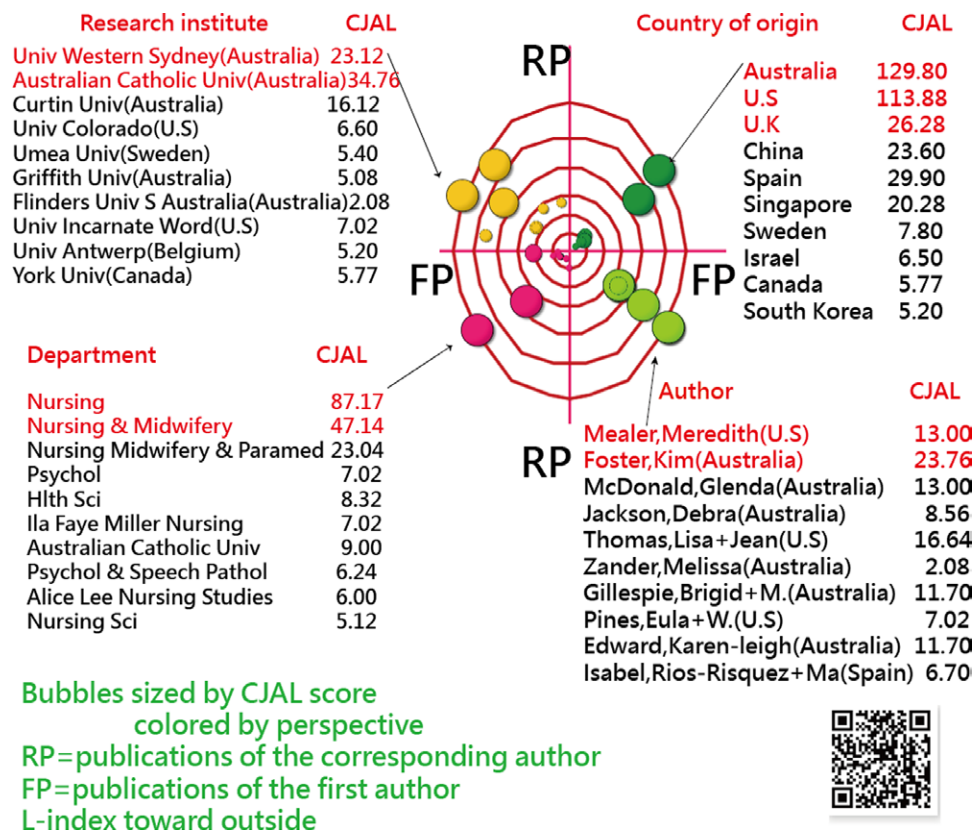 Research institute CJAL
Univ Western Sydney(Australia) 23.12
Australian Catholic Univ(Australia)34.76
Curtin Univ(Australia) 16.12
Univ Colorado(U.S) 6.60
Umea Univ(Sweden) 5.40
Griffith Univ(Australia) 5.08
Flinders Univ S Australia(Australia)2.08
Univ Incarnate Word(U.S) 7.02
Univ Antwerp(Belgium) 5.20
York Univ(Canada) 5.77
RP
FP
FP
RP
Country of origin CJAL
Australia 129.80
U.S 113.88
U.K 26.28
China 23.60
Spain 29.90
Singapore 20.28
Sweden 7.80
Israel 6.50
Canada 5.77
South Korea 5.20
Department CJAL
Nursing 87.17
Nursing & Midwifery 47.14
Nursing Midwifery & Paramed 23.04
Psychol 7.02
Hlth Sci 8.32
Ila Faye Miller Nursing 7.02
Australian Catholic Univ 9.00
Psychol & Speech Pathol 6.24
Alice Lee Nursing Studies 6.00
Nursing Sci 5.12
Author CJAL
Mealer,Meredith(U.S) 13.00
Foster,Kim(Australia) 23.76
McDonald,Glenda(Australia) 13.00
Jackson,Debra(Australia) 8.56
Thomas,Lisa+Jean(U.S) 16.64
Zander,Melissa(Australia) 2.08
Gillespie,Brigid+M.(Australia) 11.70
Pines,Eula+W.(U.S) 7.02
Edward,Karen-leigh(Australia) 11.70
Isabel,Rios-Risquez+Ma(Spain) 6.70
Bubbles sized by CJAL score
colored by perspective
RP=publications of the corresponding author
FP=publications of the first author
L-index toward outside